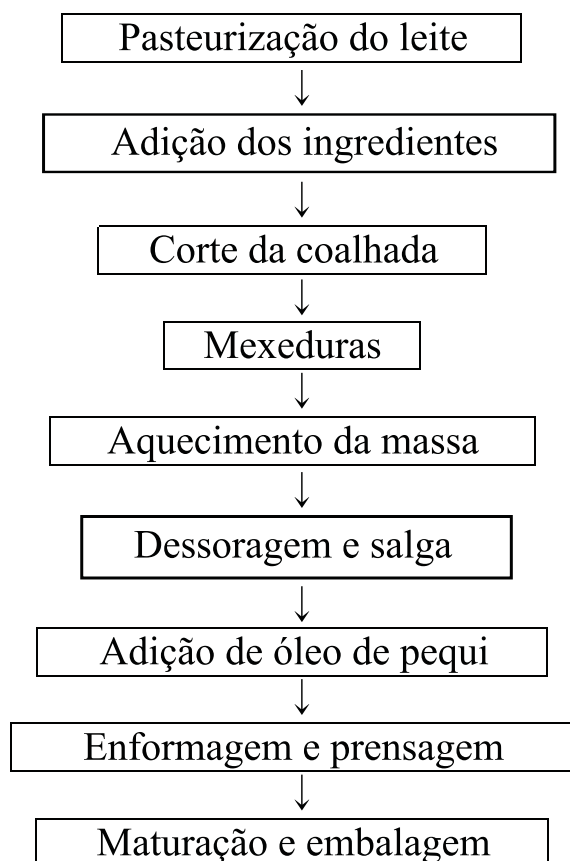 Pasteurização do leite
Adição dos ingredientes
Corte da coalhada
Mexeduras
Aquecimento da massa
Dessoragem e salga
Adição de óleo de pequi
Enformagem e prensagem
Maturação e embalagem